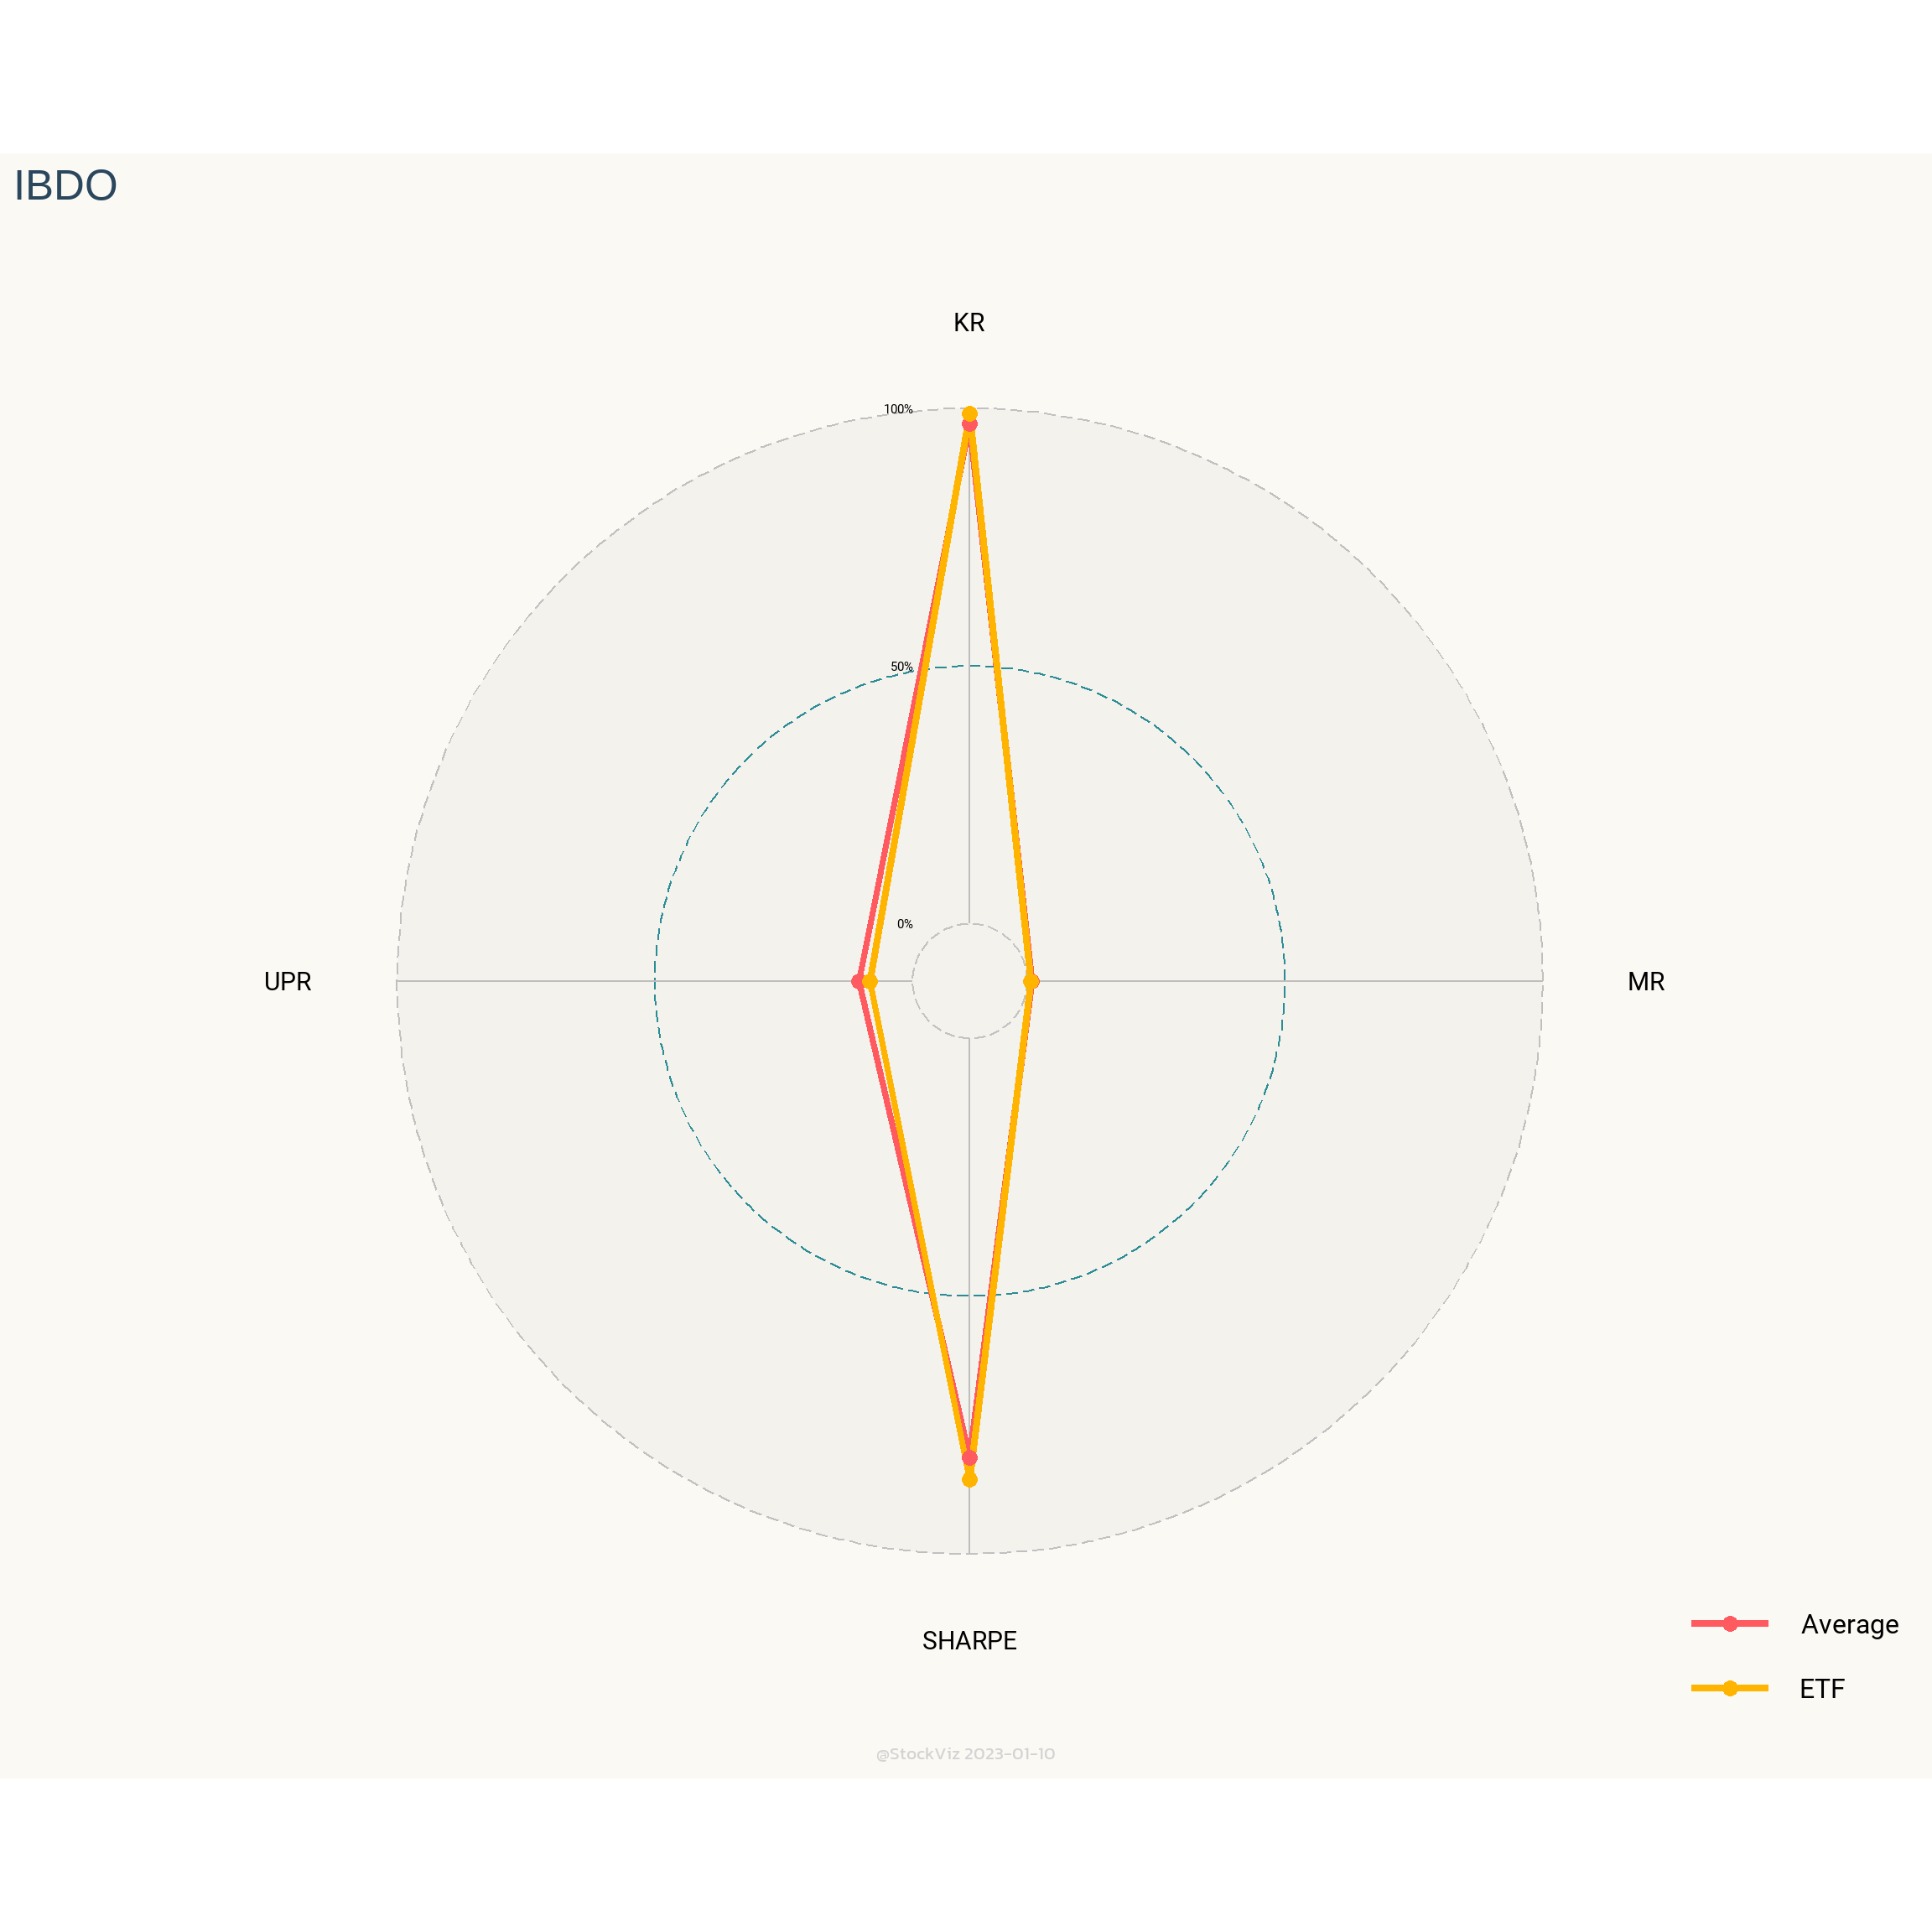 IBDO
KR
100%
50%
0%
UPR
MR
SHARPE
Average
ETF
@StockViz 2023-01-10